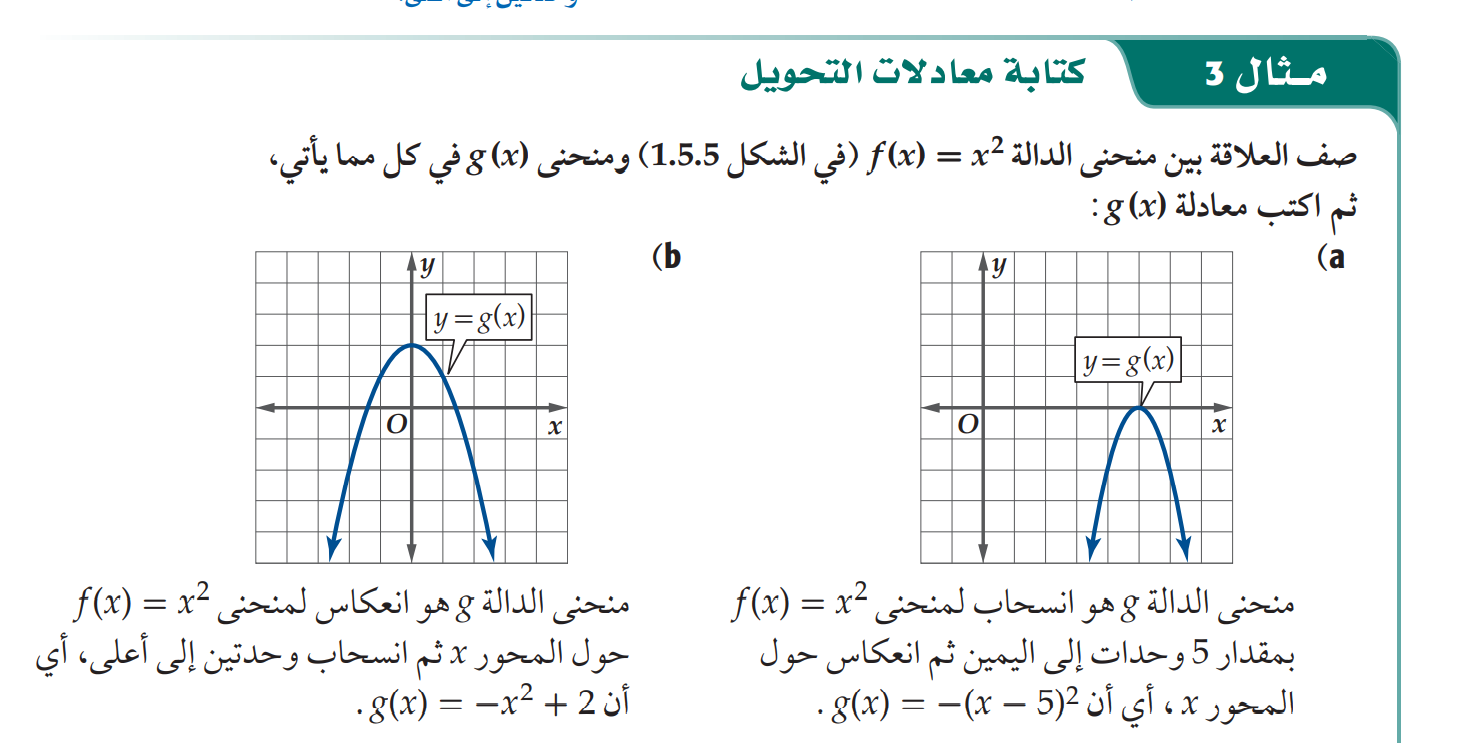 مـثال 3 كتابة معادلات التحويل
صف العلاقة بين منحنى الدالة f(x) = x² (في الشكل 1.5.5) ومنحنى g(x) في كل مما يأتي،
ثم اكتب معادلة g(x) :
(a
y
y = g(x)
O
x
منحنى الدالة g هو انسحاب لمنحنى f(x) = x²
بمقدار 5 وحدات إلى اليمين ثم انعكاس حول
المحور x ، أي أن g(x) = −(x − 5)² .
(b
y
y = g(x)
O
x
منحنى الدالة g هو انعكاس لمنحنى f(x) = x²
حول المحور x ثم انسحاب وحدتين إلى أعلى، أي
أن g(x) = −x² + 2 .